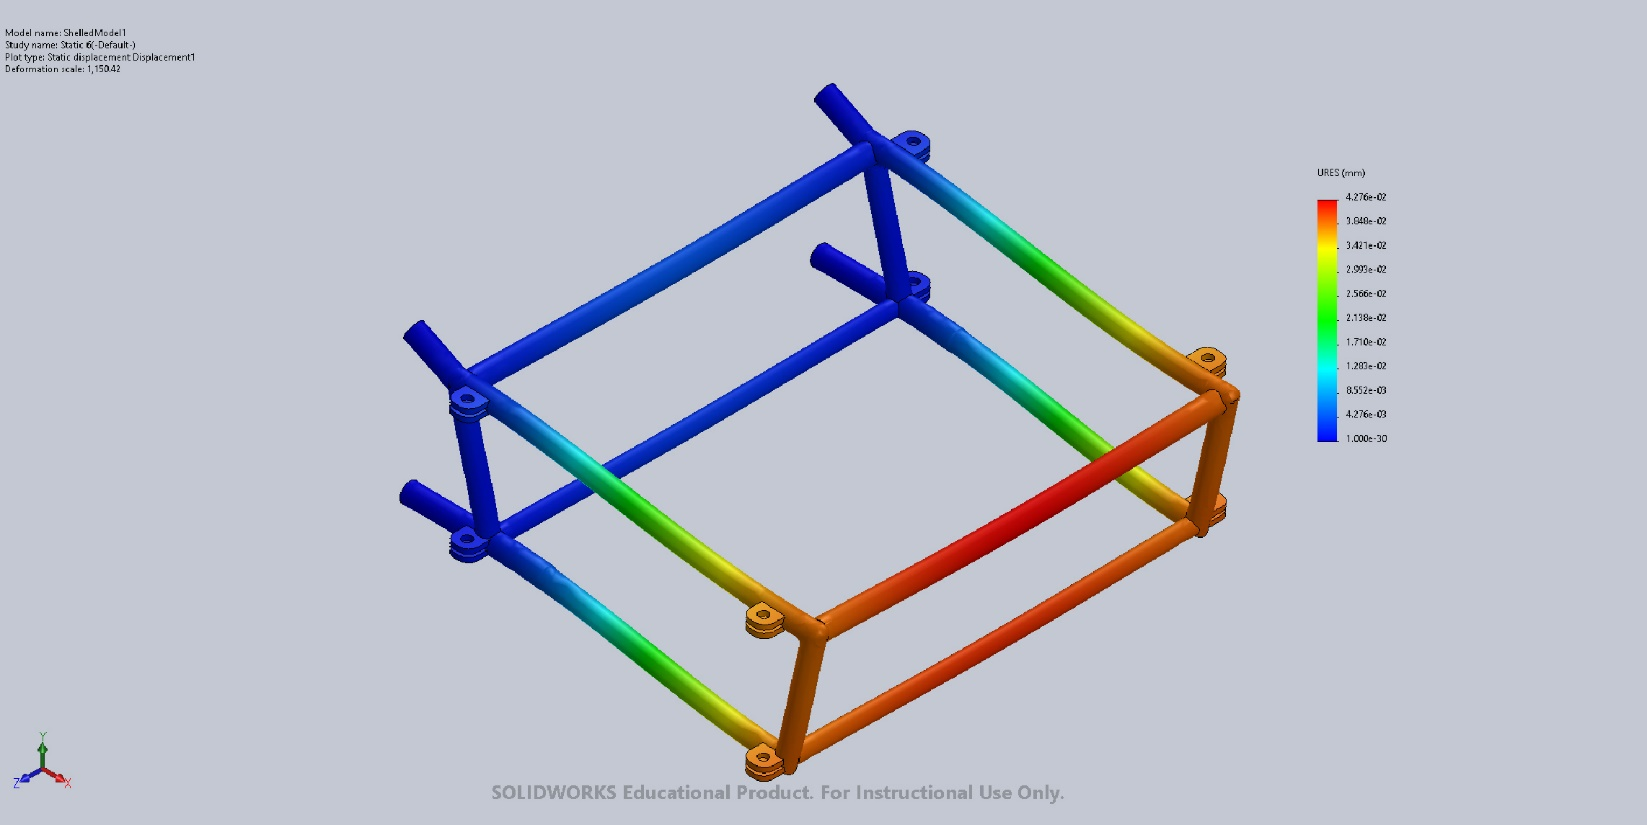 Model name: ShelledModel1
Study name: Static 6(-Default-)
Plot type: Static displacement Displacement1
Deformation scale: 1,150.42
URES (mm)
4.276e-02
3.848e-02
3.421e-02
2.993e-02
2.566e-02
2.138e-02
1.710e-02
1.283e-02
8.552e-03
4.276e-03
1.000e-30
Y
Z
X
SOLIDWORKS Educational Product. For Instructional Use Only.